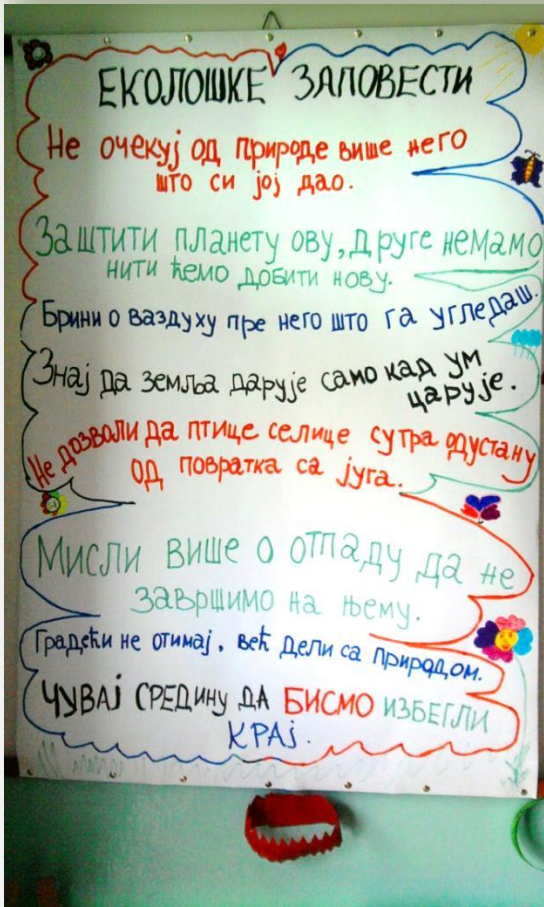 ЕКОЛОШКЕ ЗАПОВЕСТИ
Не очекуј од природе више него
што си јој дао.
Заштити планету ову, друге немамо
нити ћемо добити нову.
Брини о ваздуху пре него што га угледаш.
Знај да земља дарује само кад ум
царује.
Не дозволи да птице селице сутра одустану
од повратка са југа.
Мисли више о отпаду да не
завршимо на њему.
Градећи не отимај, већ дели са природом.
ЧУВАЈ СРЕДИНУ ДА БИСМО ИЗБЕГЛИ
КРАЈ.